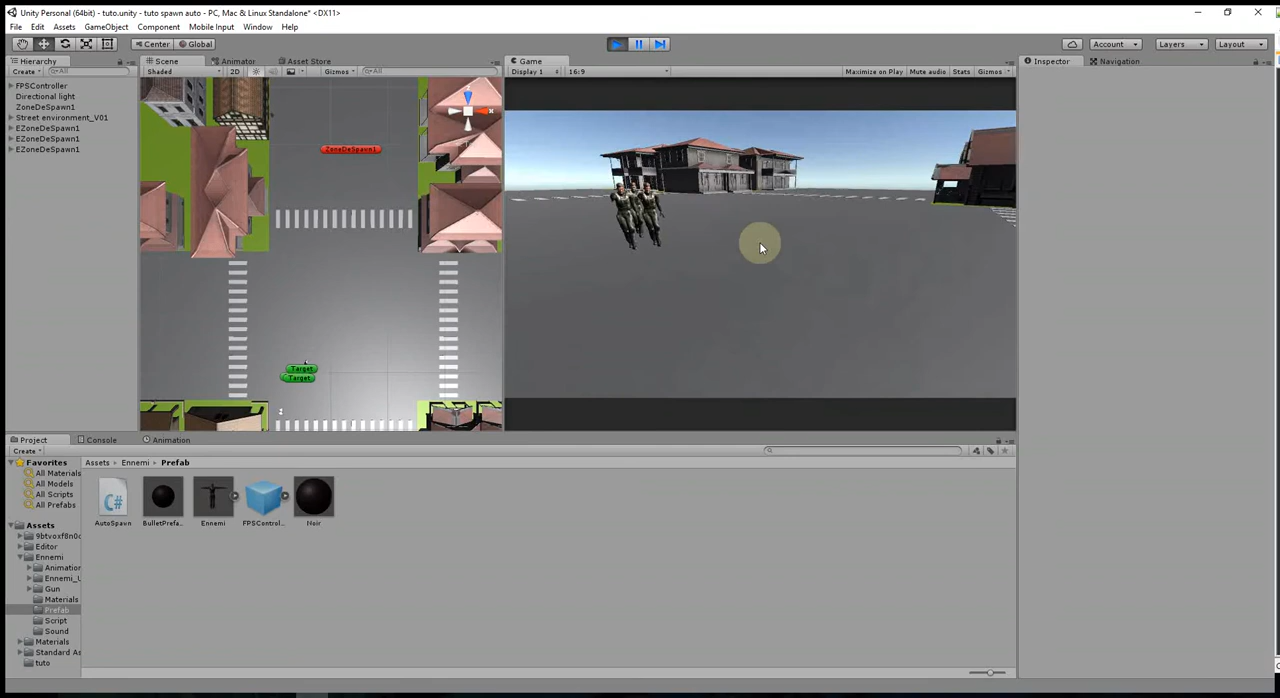 Unity Personal (64bit) - tuto.unity - tuto spawn auto - PC, Mac & Linux Standalone* <DX11>
File Edit Assets GameObject Component Mobile Input Window Help
Center Global Account Layers Layout
Hierarchy Scene Animator Asset Store Game Inspector Navigation
Create All Shaded 2D Gizmos All Display 1 16:9 Maximize on Play Mute audio Stats Gizmos
FPSController
Directional light
ZoneDeSpawn1
Street environment_V01
EZoneDeSpawn1
EZoneDeSpawn1
EZoneDeSpawn1
ZoneDeSpawn1
Target
Target
Project Console Animation
Create
Favorites
All Materials
All Models
All Scripts
All Prefabs
Assets
9btvoxf8n0c
Editor
Ennemi
Animation
Ennemi_U
Gun
Materials
Prefab
Script
Sound
Materials
Standard As
tuto
Assets Ennemi Prefab
AutoSpawn BulletPrefa... Ennemi FPSControl... Noir